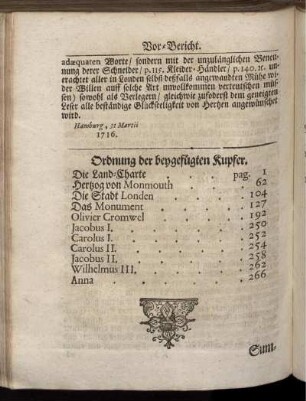 Vor-Bericht.
adæquaten Worte/ sondern mit der unzulänglichen Benen-
nung derer Schneider/ p. 115. Kleider-Händler/ p. 140. it. un-
erachtet aller in Londen selbst deßfalls angewandten Mühe wi-
der Willen auff solche Art unvollkommen verteutschen müs-
sen) sowohl als Verlegern/ gleichwie zuforderst dem geneigten
Leser alle beständige Glückseligkeit von Hertzen angewünschet
wird.
Hamburg, Martii
1716.
Ordnung der beygefügten Kupfer.
Die Land-Charte pag. 1
Hertzog von Monmouth 62
Die Stadt Londen 104
Das Monument 127
Olivier Cromwel 192
Jacobus I. 250
Carolus I. 252
Carolus II. 254
Jacobus II. 258
Wilhelmus III. 262
Anna 266
Sum.